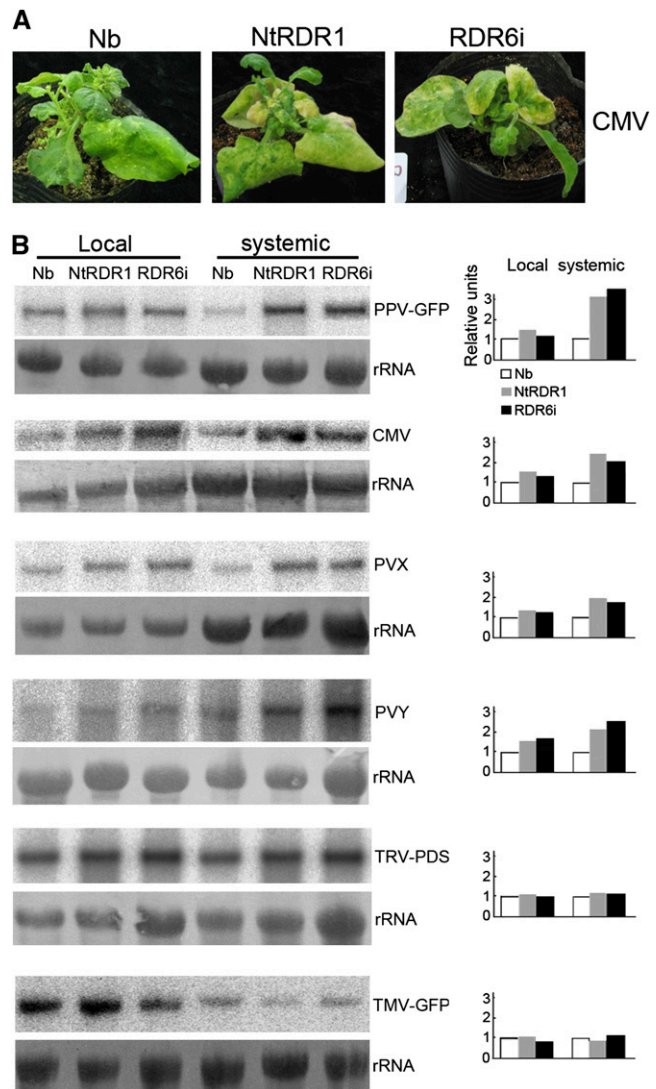 A
Nb
NtRDR1
RDR6i
CMV
B
Local
systemic
Nb NtRDR1 RDR6i Nb NtRDR1 RDR6i
PPV-GFP
rRNA
CMV
rRNA
PVX
rRNA
PVY
rRNA
TRV-PDS
rRNA
TMV-GFP
rRNA
Local systemic
Relative units
3
2
1
0
Nb
NtRDR1
RDR6i
3
2
1
0
3
2
1
0
3
2
1
0
3
2
1
0
3
2
1
0